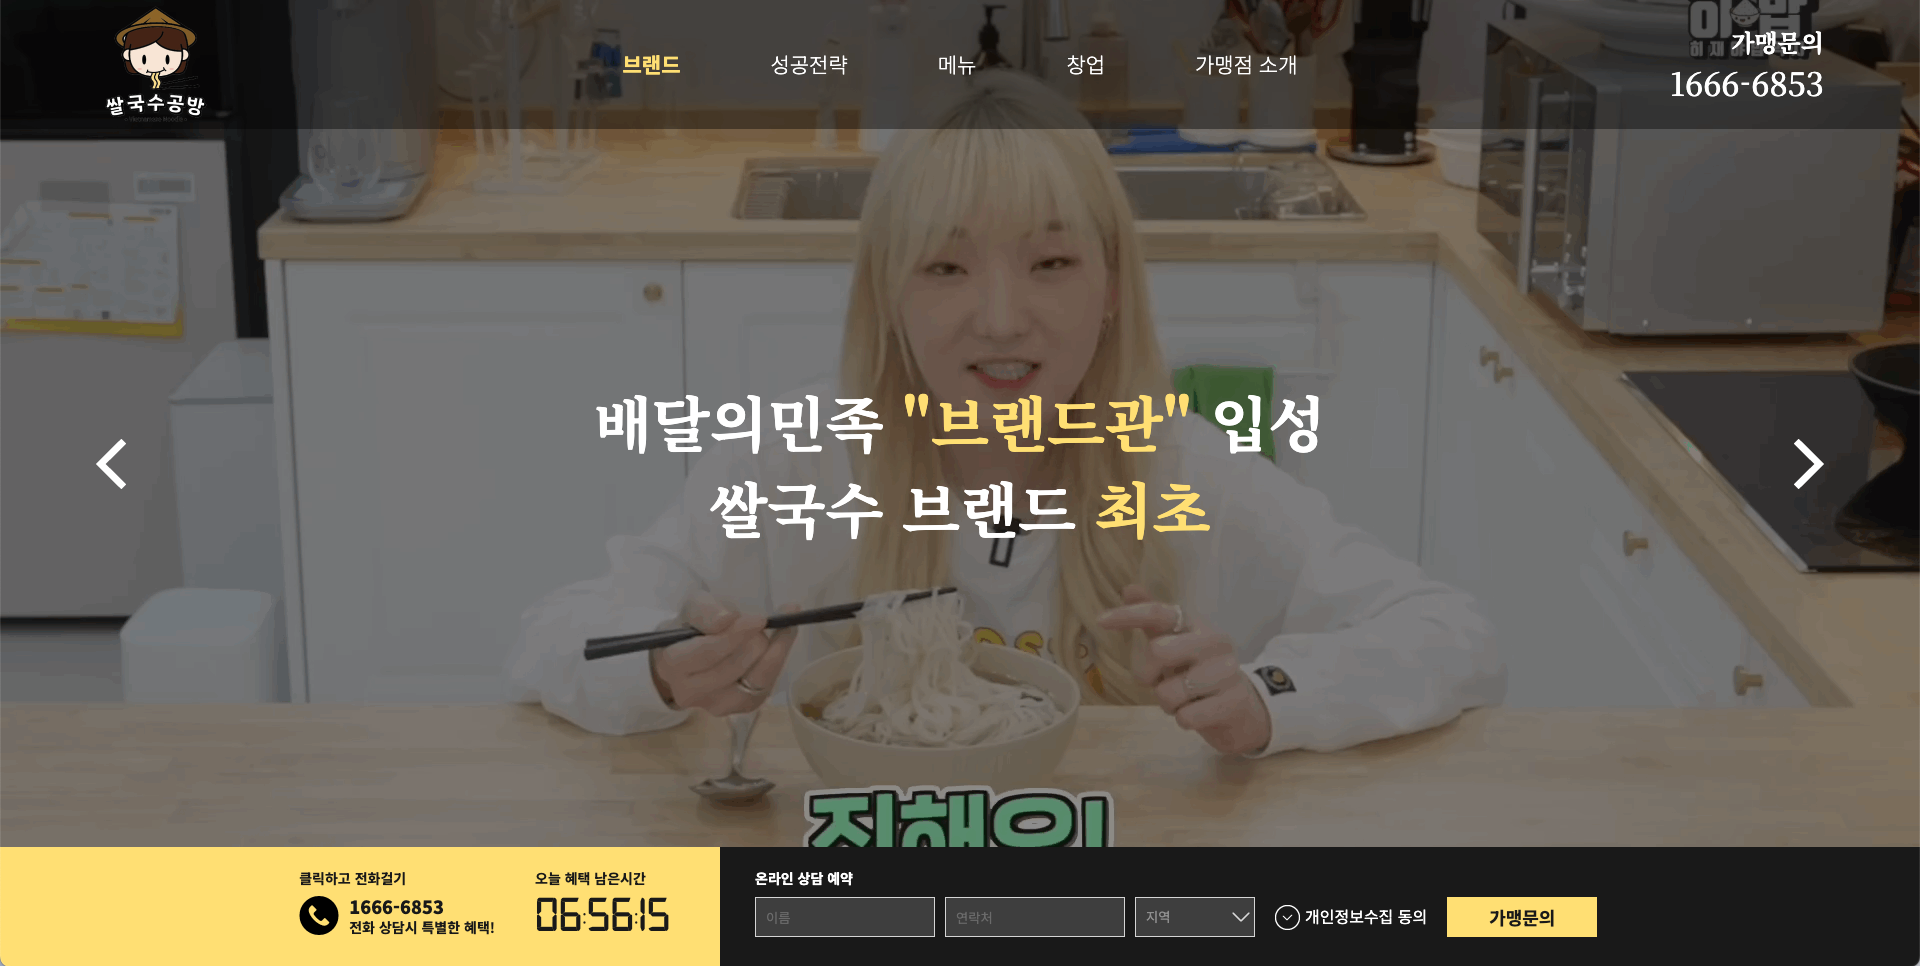 쌀국수공방
브랜드
성공전략
메뉴
창업
가맹점 소개
가맹문의
1666-6853
배달의민족 "브랜드관" 입성
쌀국수 브랜드 최초
클릭하고 전화걸기
1666-6853
전화 상담시 특별한 혜택!
오늘 혜택 남은시간
06:56:15
온라인 상담 예약
이름
연락처
지역
개인정보수집 동의
가맹문의